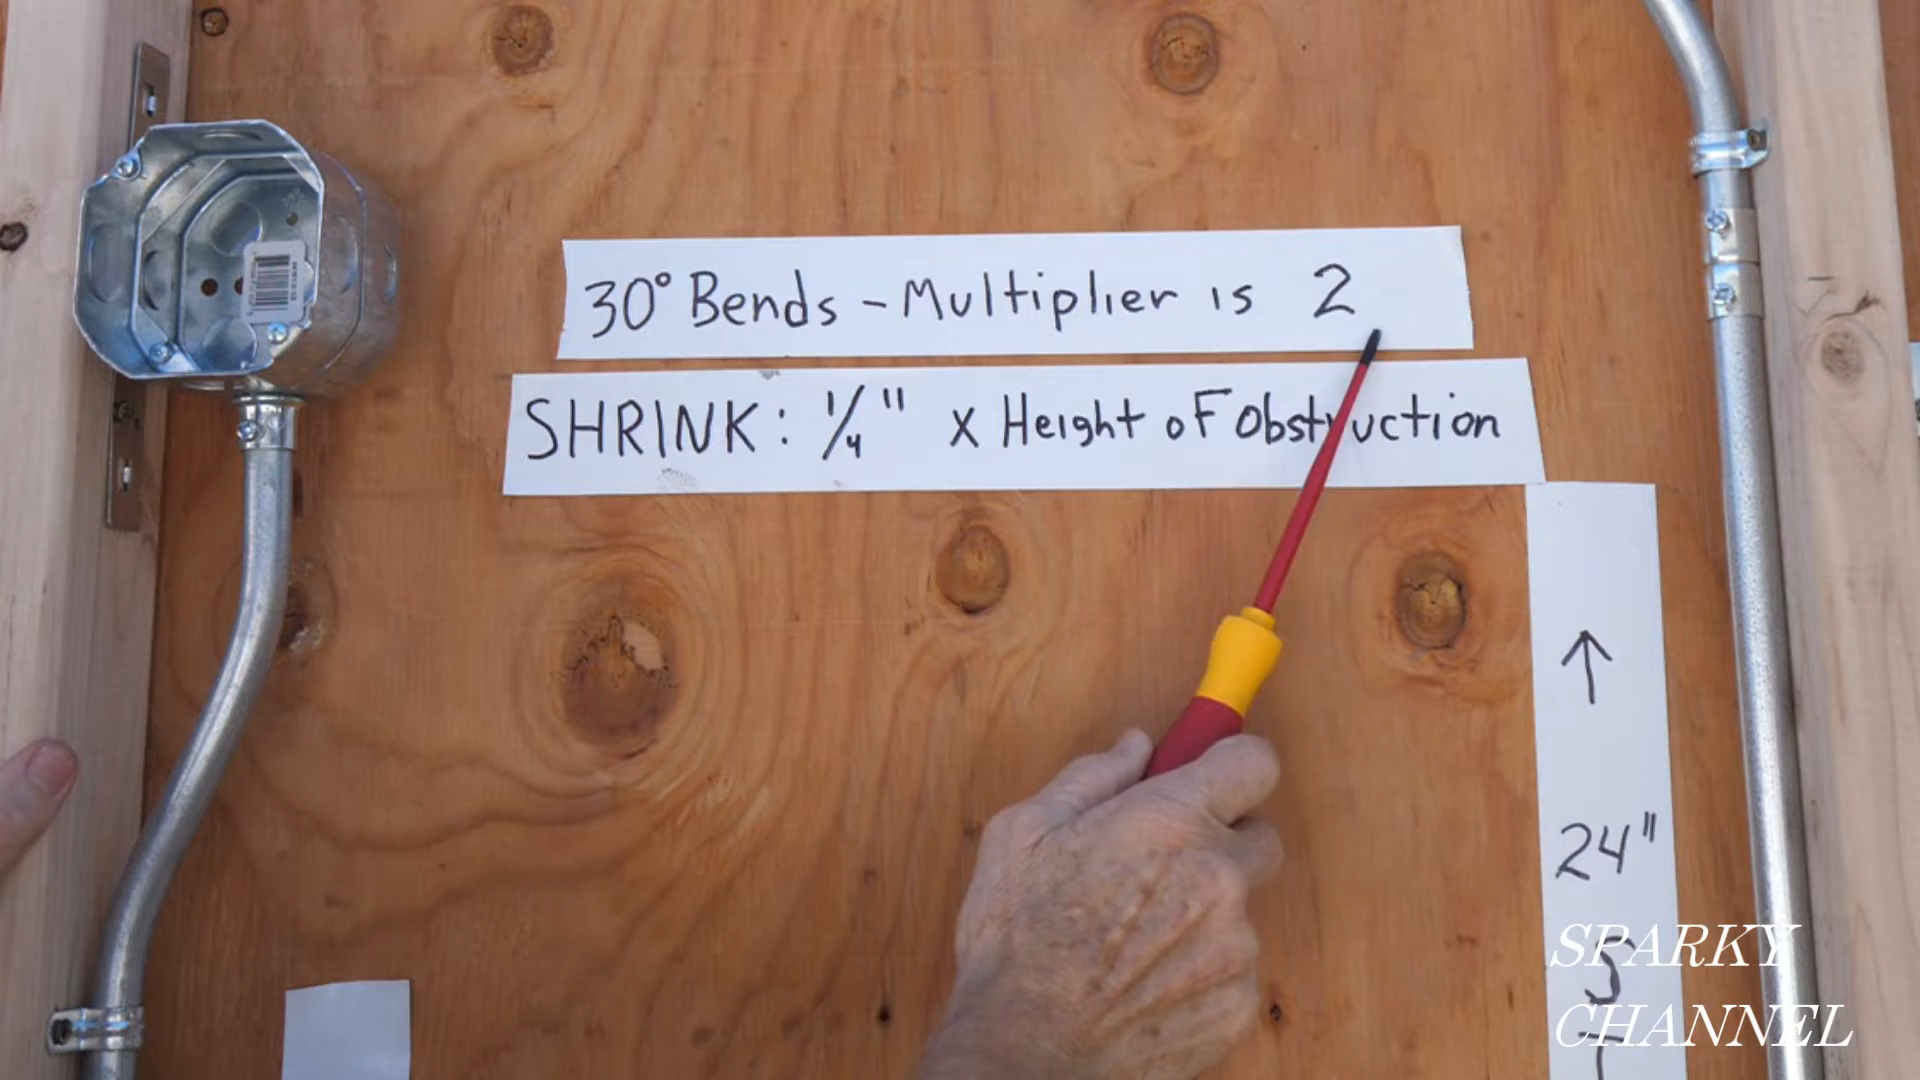 30° Bends - Multiplier is 2
SHRINK: 1/4" x Height of Obstruction
↑
24"
S
SPARKY
CHANNEL